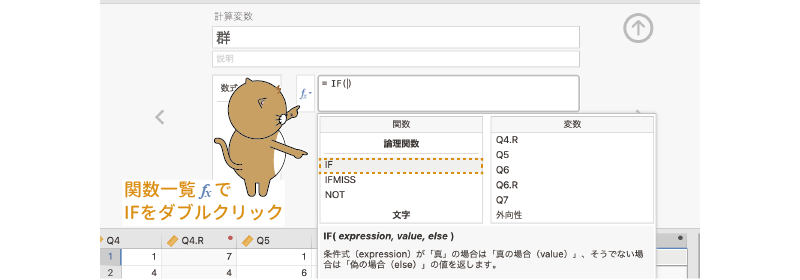 計算変数
群
説明
数式
fx
= IF()
関数
変数
論理関数
IF
IFMISS
NOT
文字
Q4.R
Q5
Q6
Q6.R
Q7
外向性
関数一覧 fx で
IFをダブルクリック
IF( expression, value, else )
条件式（expression）が「真」の場合は「真の場合（value）」、そうでない場
合は「偽の場合（else）」の値を返します。
Q4 Q4.R Q5
1 1 7 1
2 4 4 6